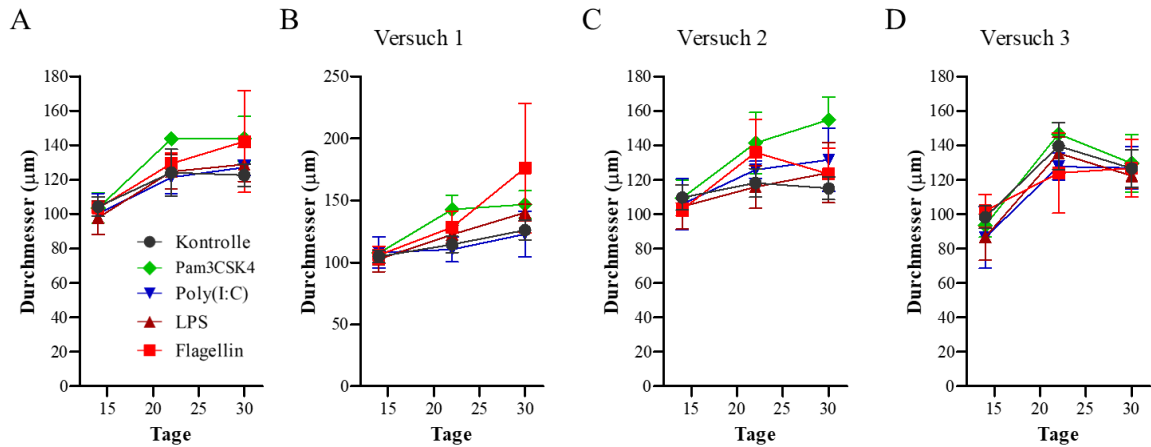 A
B
Versuch 1
C
Versuch 2
D
Versuch 3
Durchmesser (µm)
180
160
140
120
100
80
60
40
20
0
Kontrolle
Pam3CSK4
Poly(I:C)
LPS
Flagellin
15 20 25 30
Tage
Durchmesser (µm)
250
200
150
100
50
0
15 20 25 30
Tage
Durchmesser (µm)
180
160
140
120
100
80
60
40
20
0
15 20 25 30
Tage
Durchmesser (µm)
180
160
140
120
100
80
60
40
20
0
15 20 25 30
Tage